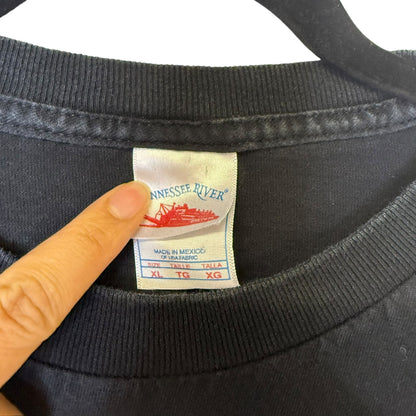 NNESSEE RIVER®
MADE IN MEXICO
OF USA FABRIC
SIZE TAILLE TALLA
XL TG XG